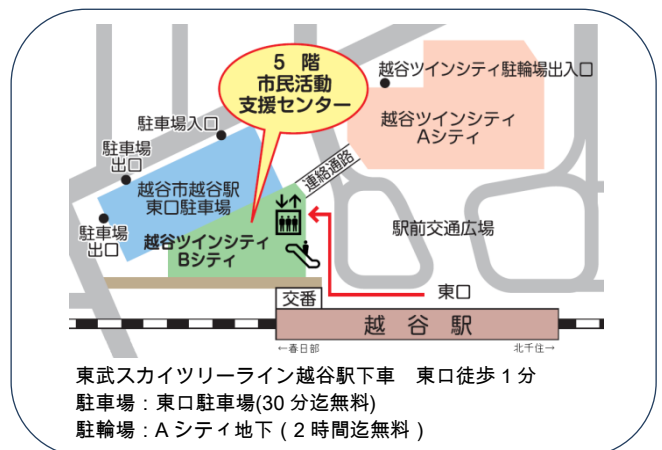 5 階
市民活動
支援センター
越谷ツインシティ駐輪場出入口
越谷ツインシティ
Aシティ
駐車場入口
駐車場
出口
連絡通路
越谷市越谷駅
東口駐車場
駐車場
出口
越谷ツインシティ
Bシティ
駅前交通広場
東口
交番
越 谷 駅
←春日部
北千住→
東武スカイツリーライン越谷駅下車　東口徒歩 1 分
駐車場：東口駐車場(30 分迄無料)
駐輪場：A シティ地下（ 2 時間迄無料 ）